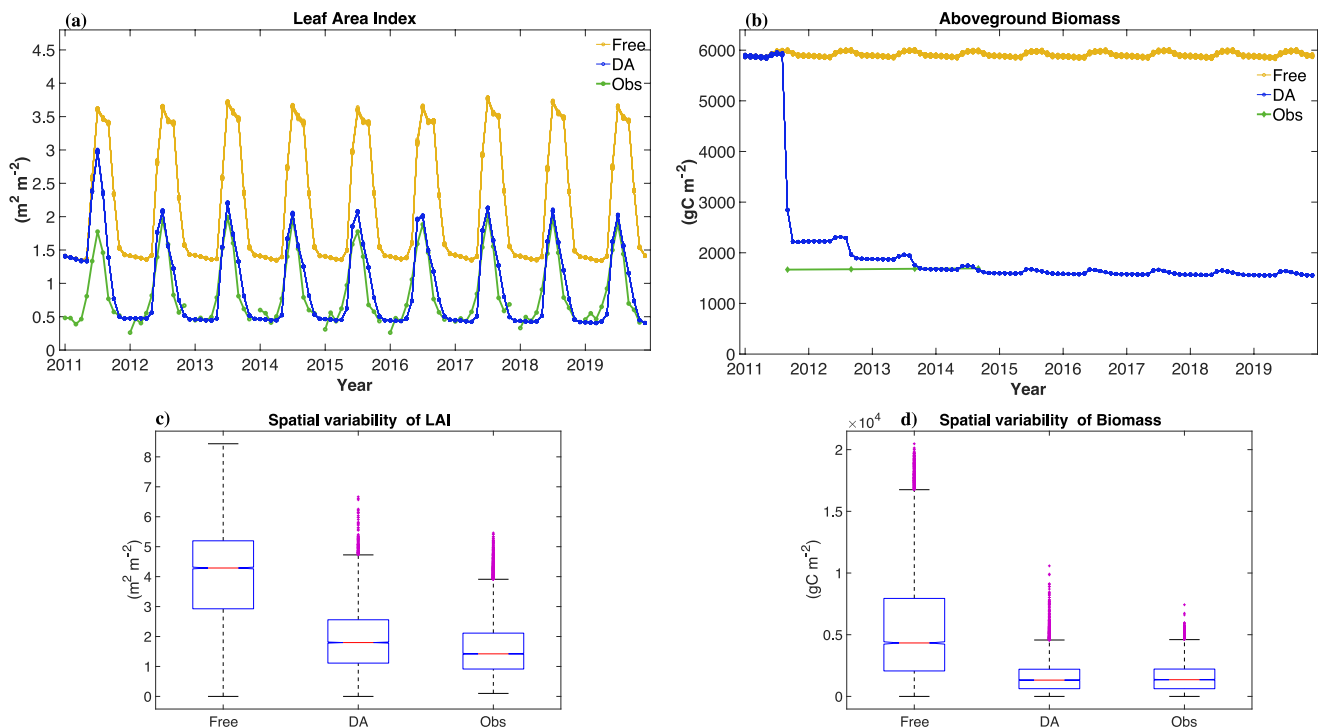 (a) Leaf Area Index
4.5
4
3.5
3
2.5
2
1.5
1
0.5
0
(m² m⁻²)
Free
DA
Obs
2011 2012 2013 2014 2015 2016 2017 2018 2019
Year
(b) Aboveground Biomass
6000
5000
4000
3000
2000
1000
0
(gC m⁻²)
Free
DA
Obs
2011 2012 2013 2014 2015 2016 2017 2018 2019
Year
c) Spatial variability of LAI
8
7
6
5
4
3
2
1
0
(m² m⁻²)
Free DA Obs
d) Spatial variability of Biomass
×10⁴
2
1.5
1
0.5
0
(gC m⁻²)
Free DA Obs